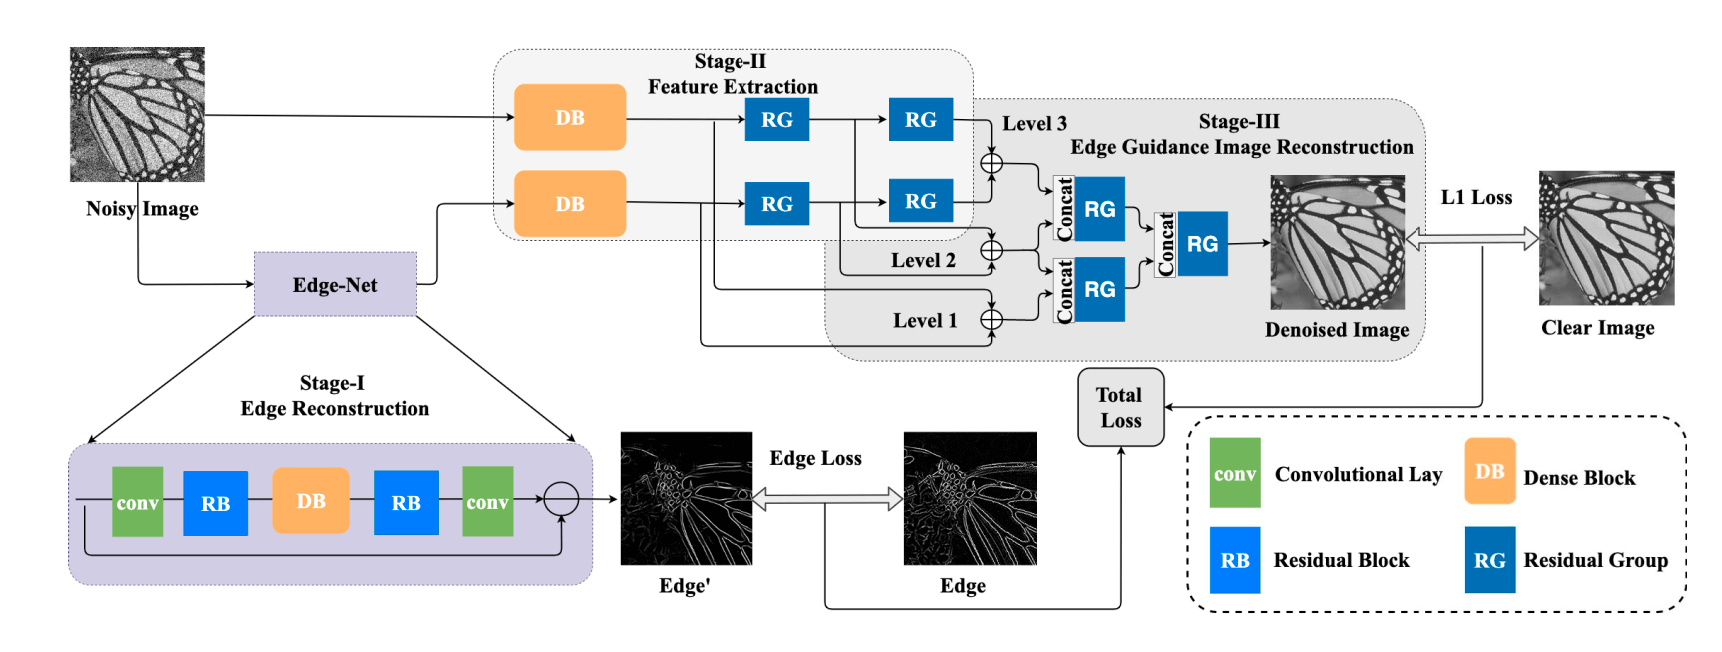 Noisy Image
Stage-II
Feature Extraction
DB
RG
RG
DB
RG
RG
Level 3
Level 2
Level 1
Stage-III
Edge Guidance Image Reconstruction
Concat
RG
Concat
RG
Concat
RG
Denoised Image
L1 Loss
Clear Image
Edge-Net
Stage-I
Edge Reconstruction
conv
RB
DB
RB
conv
Edge'
Edge Loss
Edge
Total
Loss
conv
Convolutional Lay
DB
Dense Block
RB
Residual Block
RG
Residual Group